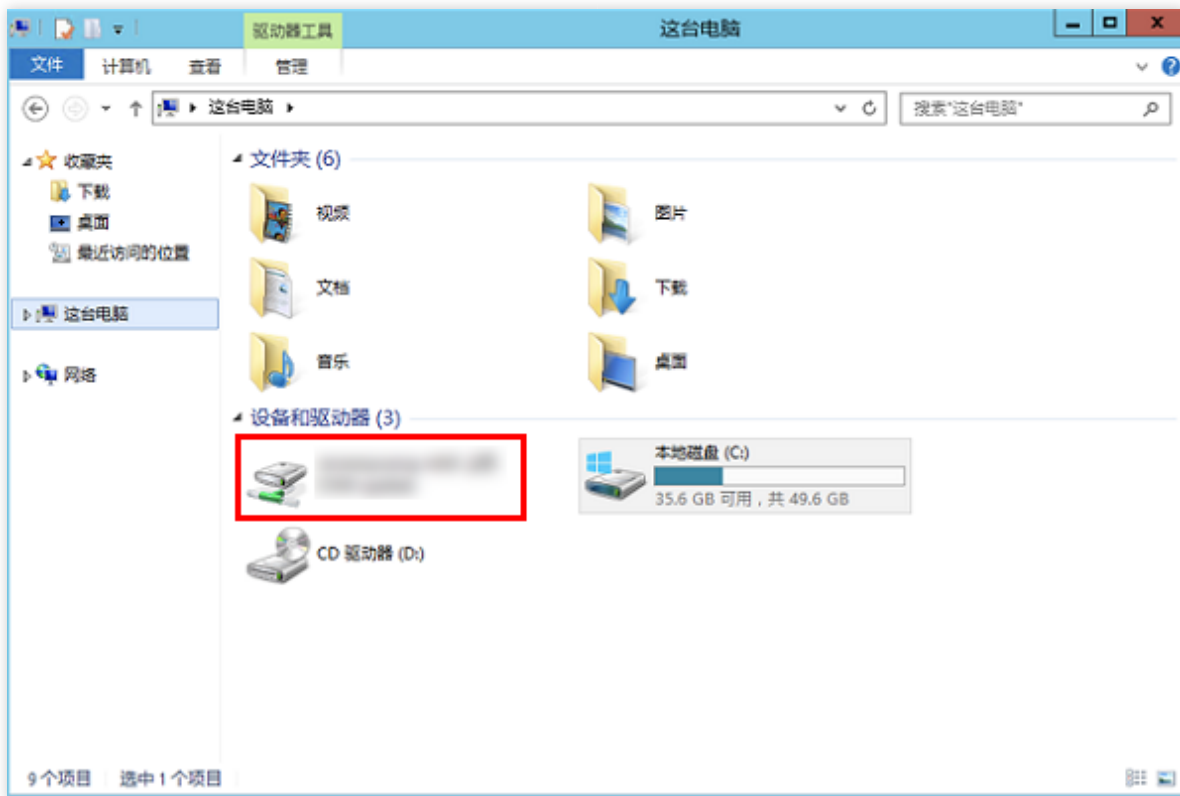 驱动器工具
这台电脑
文件
计算机
查看
管理
这台电脑
搜索"这台电脑"
收藏夹
下载
桌面
最近访问的位置
这台电脑
网络
文件夹 (6)
视频
图片
文档
下载
音乐
桌面
设备和驱动器 (3)
本地磁盘 (C:)
35.6 GB 可用，共 49.6 GB
CD 驱动器 (D:)
9 个项目
选中 1 个项目